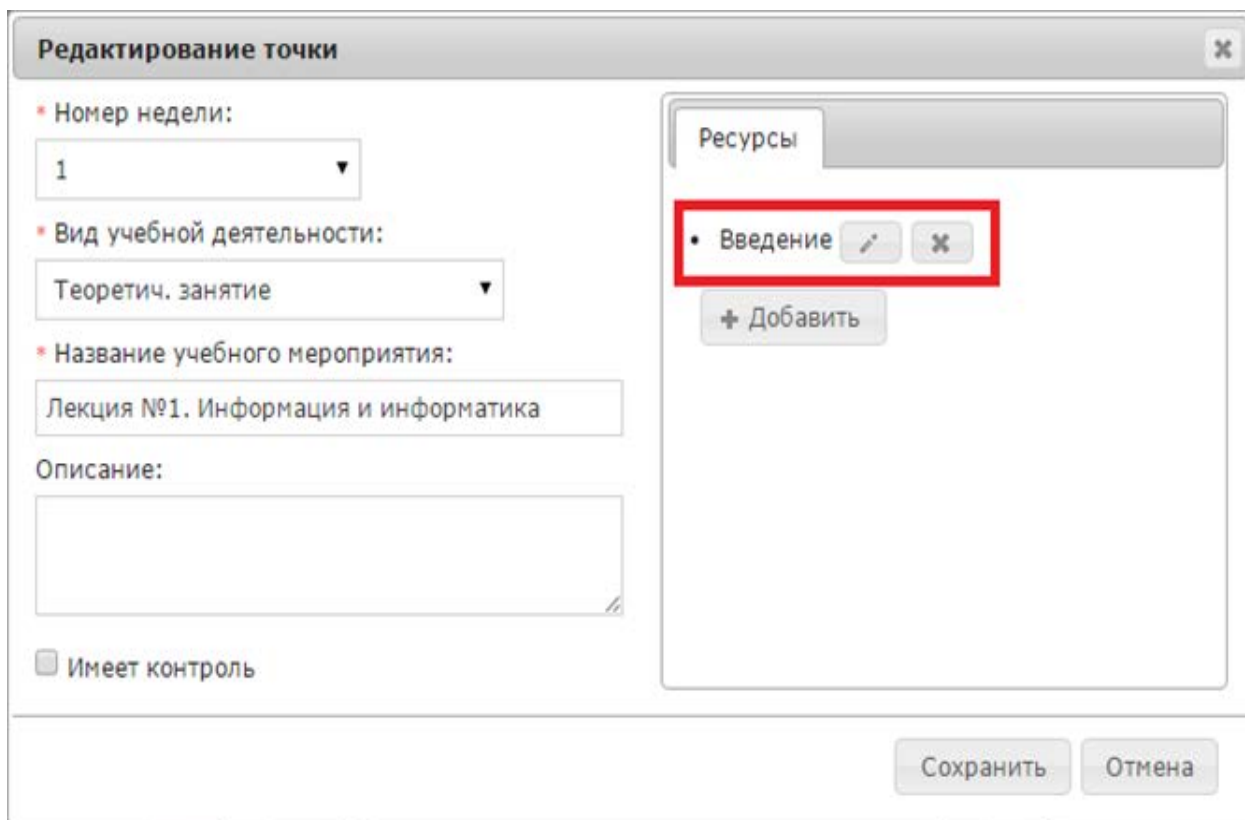 Редактирование точки
* Номер недели:
1
* Вид учебной деятельности:
Теоретич. занятие
* Название учебного мероприятия:
Лекция №1. Информация и информатика
Описание:
Имеет контроль
Ресурсы
• Введение
+ Добавить
Сохранить
Отмена